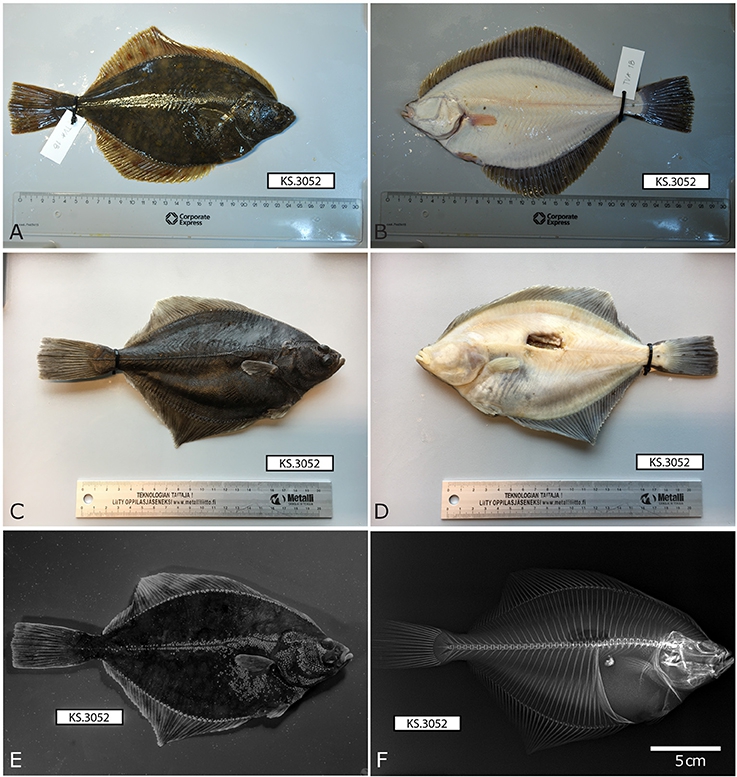 KS.3052
Corporate
Express
A
KS.3052
Corporate
Express
B
KS.3052
TEKNOLOGIAN TAITAJA !
LIITY OPPILASJÄSENEKSI www.metalliliitto.fi
Metalli
C
KS.3052
TEKNOLOGIAN TAITAJA !
LIITY OPPILASJÄSENEKSI www.metalliliitto.fi
Metalli
D
KS.3052
E
KS.3052
5 cm
F